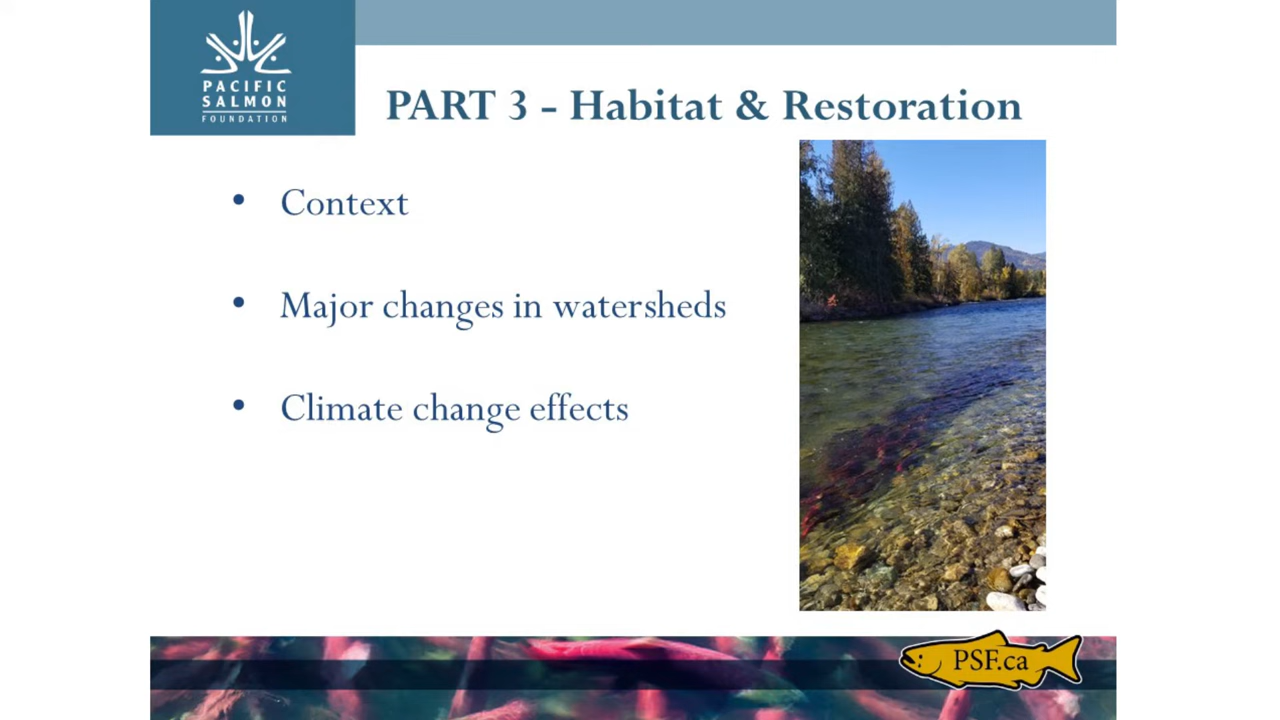 PACIFIC
SALMON
FOUNDATION
PART 3 - Habitat & Restoration
• Context
• Major changes in watersheds
• Climate change effects
PSF.ca